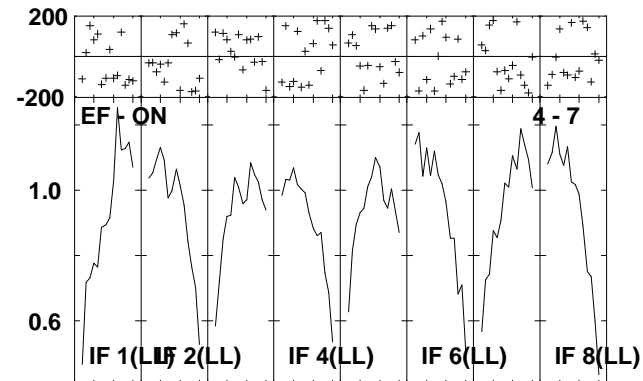 200
-200
EF - ON
4 - 7
1.0
0.6
IF 1(LL)
IF 2(LL)
IF 4(LL)
IF 6(LL)
IF 8(LL)